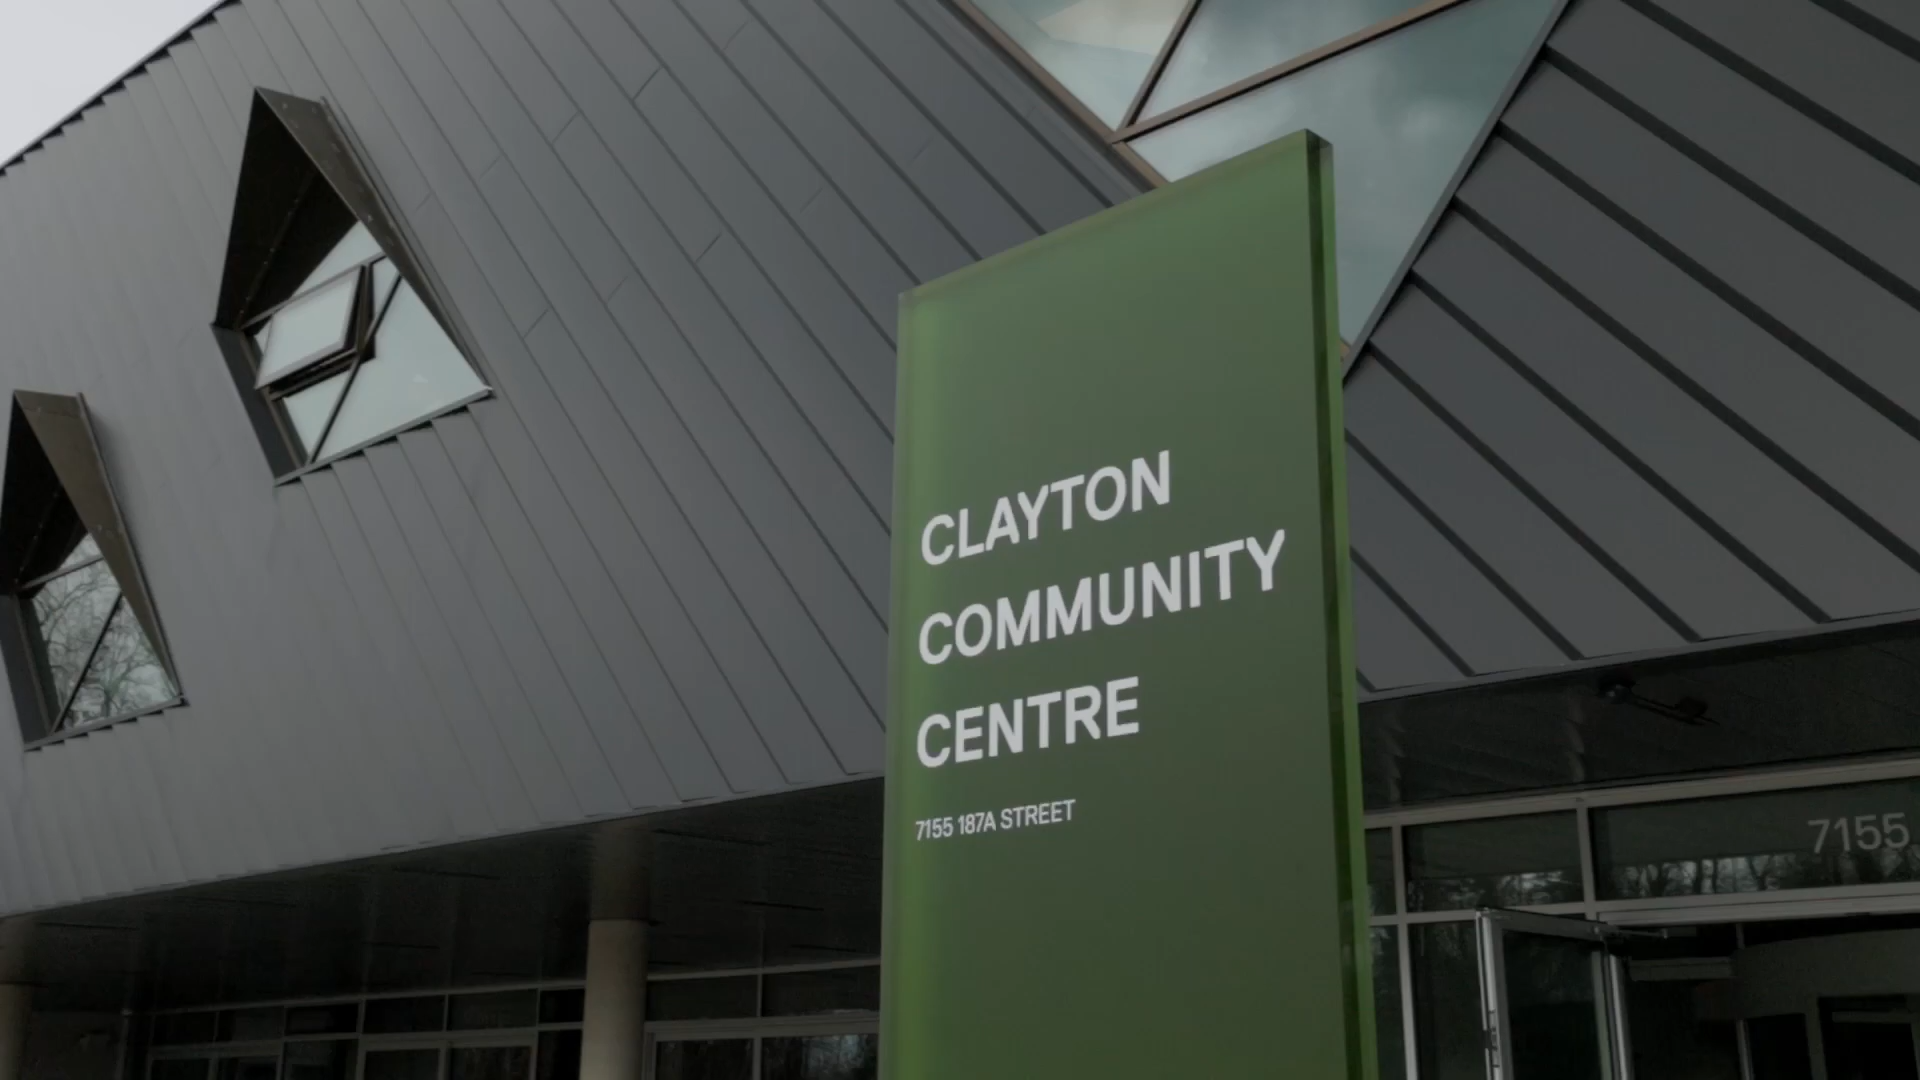 CLAYTON
COMMUNITY
CENTRE
7155 187A STREET
7155